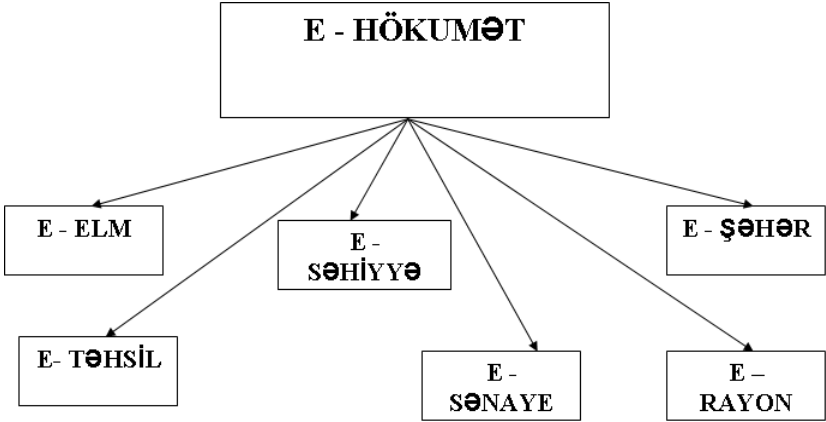 E - HÖKUMƏT
E - ELM
E -
SƏHİYYƏ
E - ŞƏHƏR
E- TƏHSİL
E -
SƏNAYE
E –
RAYON